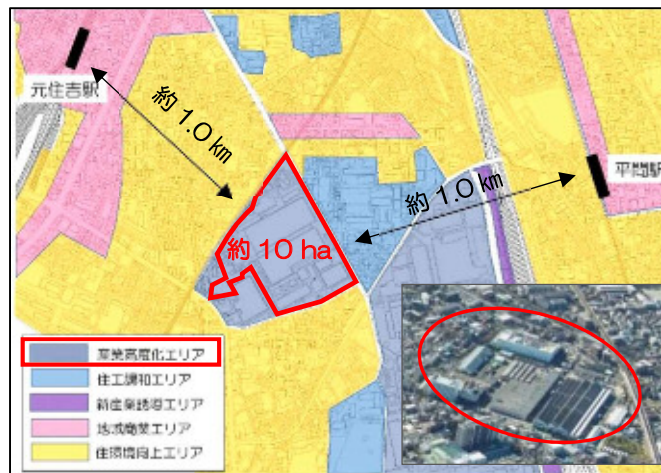 元住吉駅
約 1.0 ㎞
平間駅
約 1.0 ㎞
約 10 ha
産業高度化エリア
住工調和エリア
新産業誘導エリア
地域商業エリア
住環境向上エリア